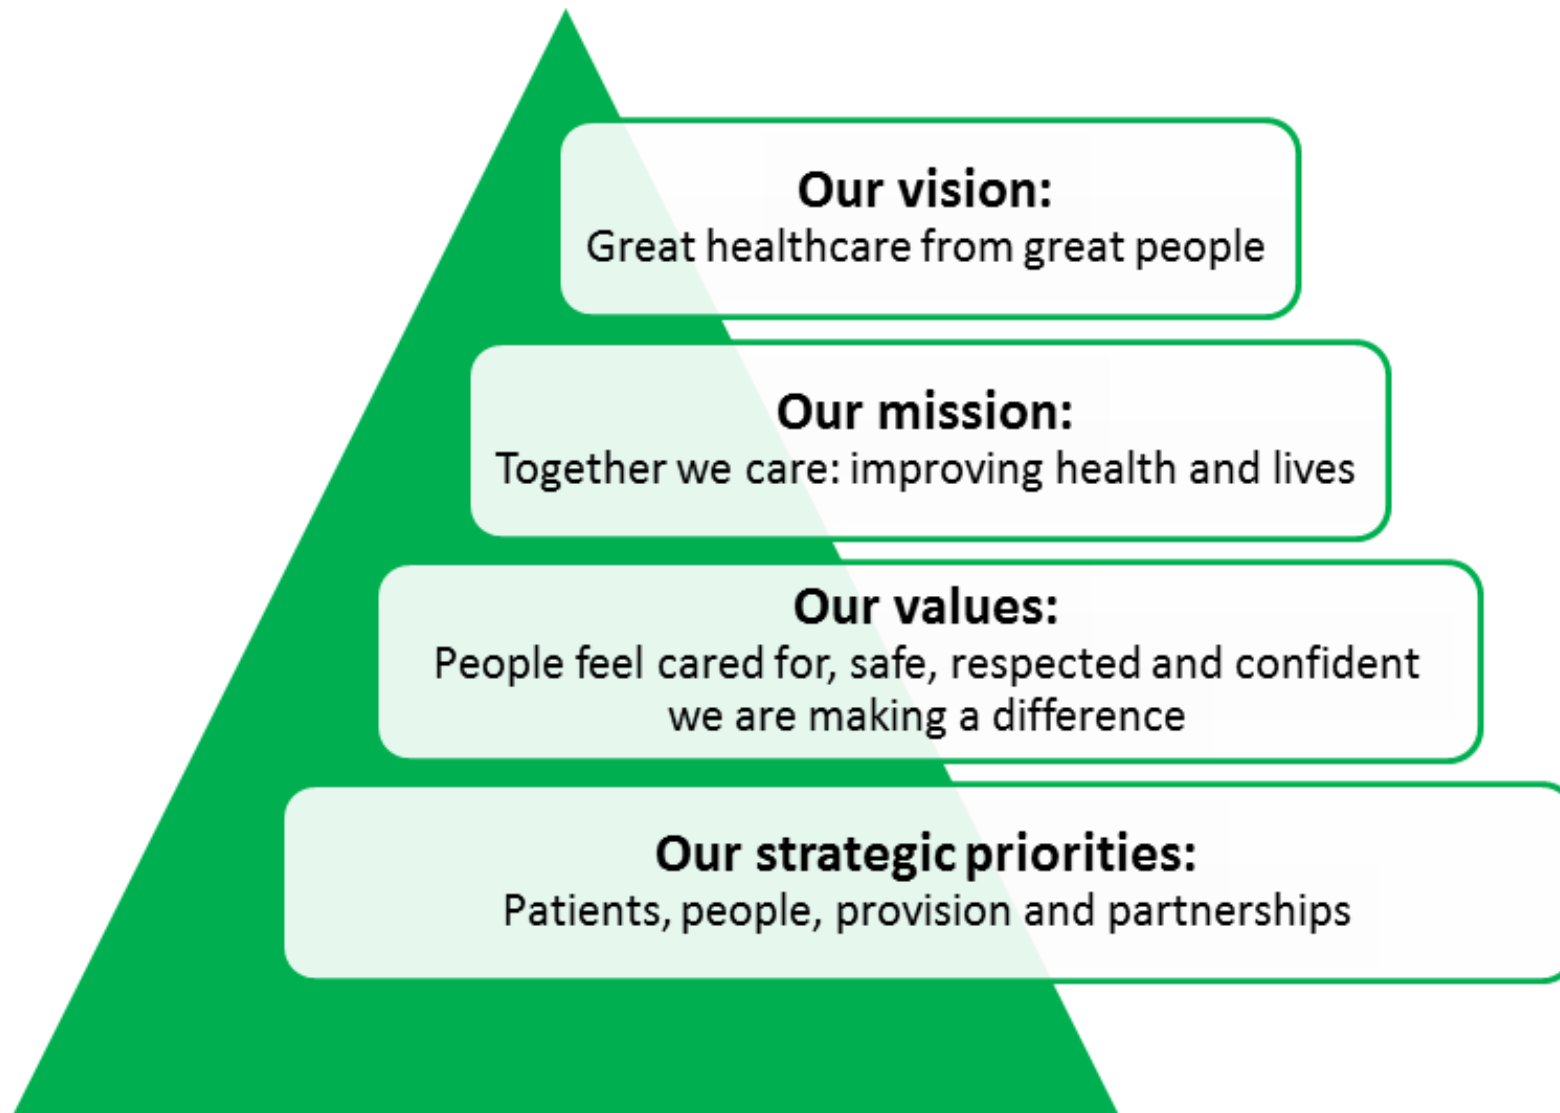 Our vision:
Great healthcare from great people
Our mission:
Together we care: improving health and lives
Our values:
People feel cared for, safe, respected and confident
we are making a difference
Our strategic priorities:
Patients, people, provision and partnerships